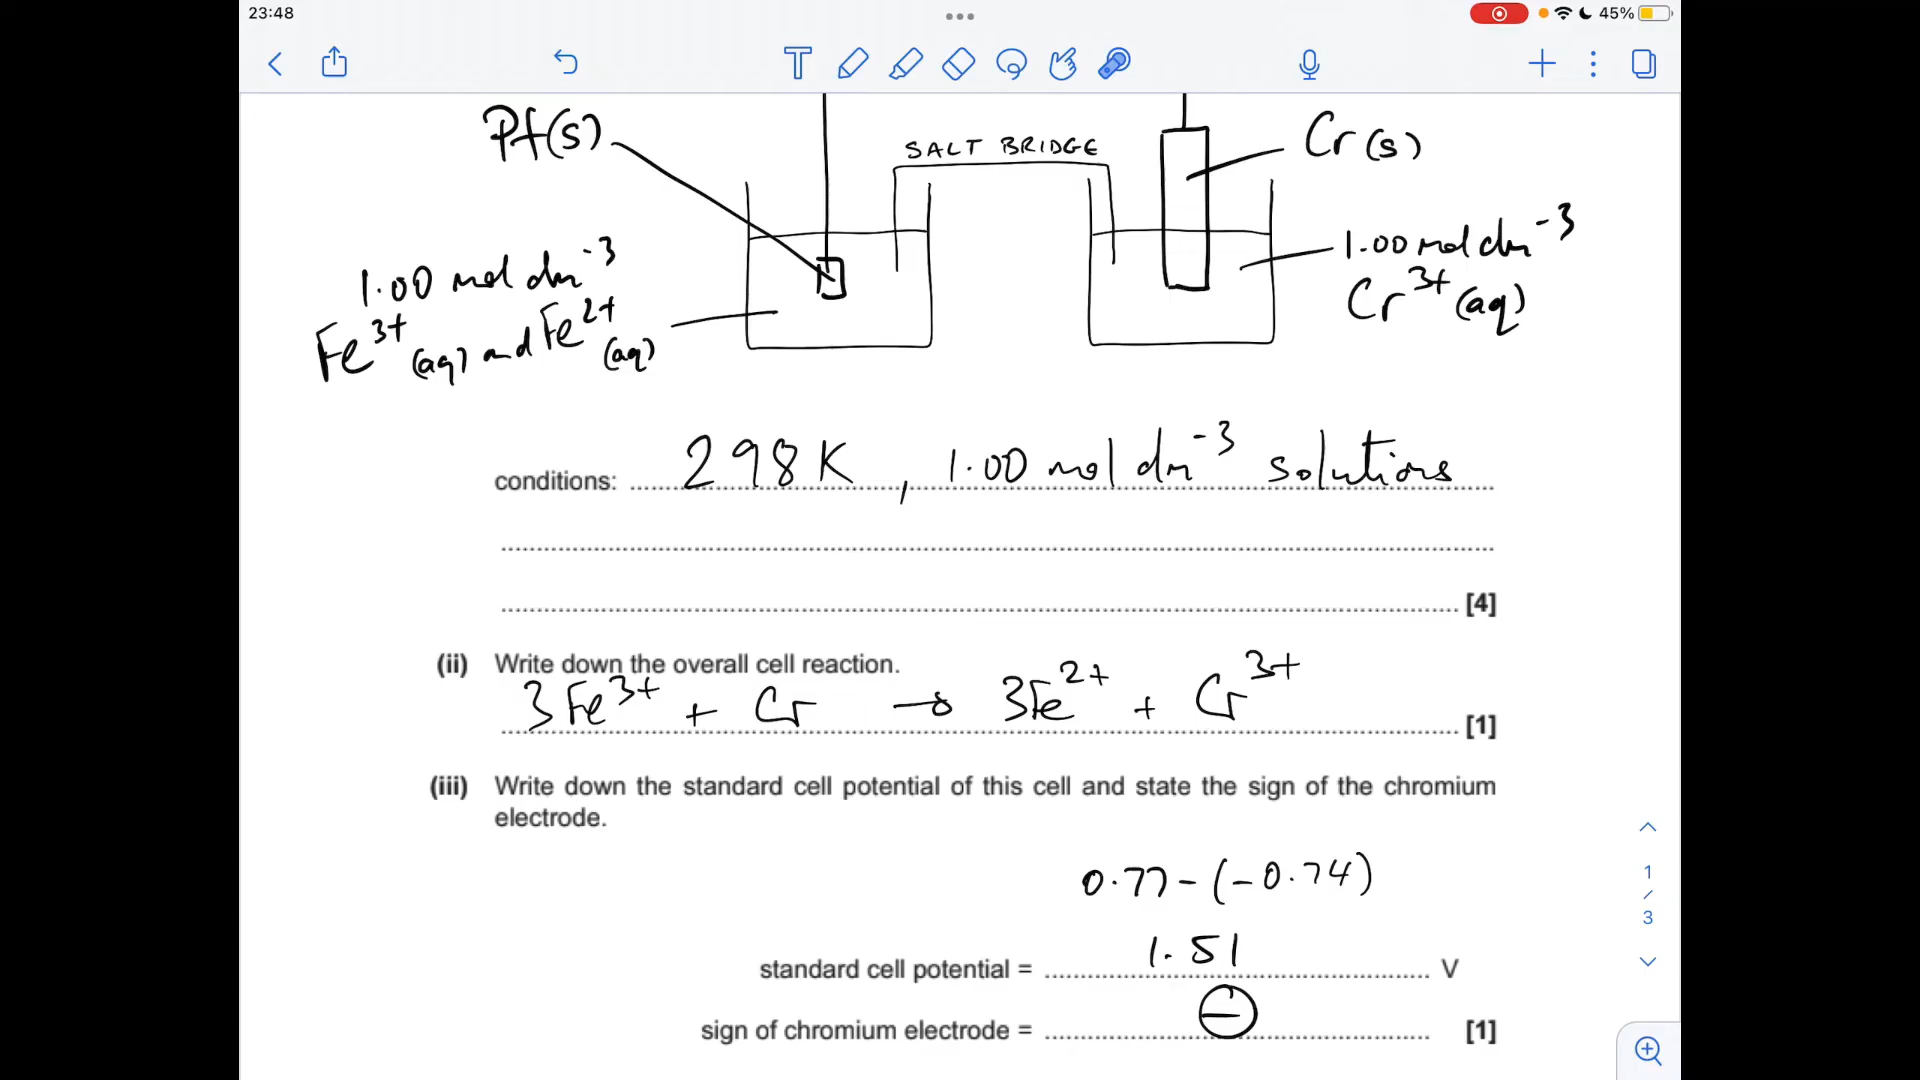 23:48
45%
T
Pt(s)
SALT BRIDGE
Cr(s)
1.00 mol dm⁻³
Fe³⁺(aq) and Fe²⁺(aq)
1.00 mol dm⁻³
Cr³⁺(aq)
conditions: 298K, 1.00 mol dm⁻³ solutions
[4]
(ii) Write down the overall cell reaction.
3Fe³⁺ + Cr → 3Fe²⁺ + Cr³⁺ [1]
(iii) Write down the standard cell potential of this cell and state the sign of the chromium
electrode.
0.77 - (-0.74)
standard cell potential = 1.51 V
sign of chromium electrode = − [1]
1
/
3